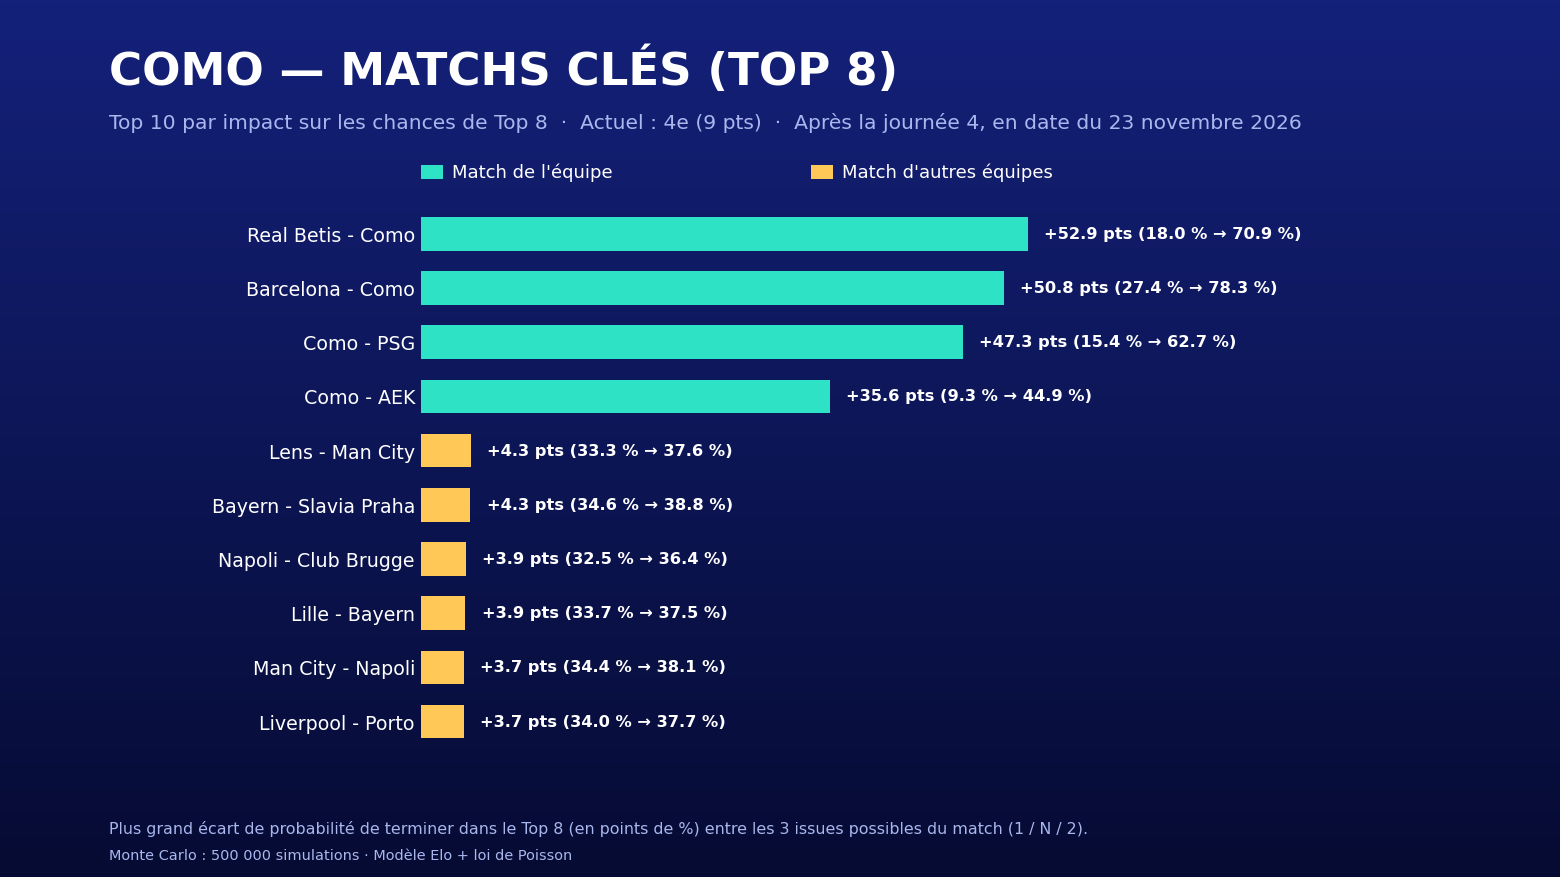 COMO — MATCHS CLÉS (TOP 8)
Top 10 par impact sur les chances de Top 8 · Actuel : 4e (9 pts) · Après la journée 4, en date du 23 novembre 2026
Match de l'équipe
Match d'autres équipes
Real Betis - Como +52.9 pts (18.0 % → 70.9 %)
Barcelona - Como +50.8 pts (27.4 % → 78.3 %)
Como - PSG +47.3 pts (15.4 % → 62.7 %)
Como - AEK +35.6 pts (9.3 % → 44.9 %)
Lens - Man City +4.3 pts (33.3 % → 37.6 %)
Bayern - Slavia Praha +4.3 pts (34.6 % → 38.8 %)
Napoli - Club Brugge +3.9 pts (32.5 % → 36.4 %)
Lille - Bayern +3.9 pts (33.7 % → 37.5 %)
Man City - Napoli +3.7 pts (34.4 % → 38.1 %)
Liverpool - Porto +3.7 pts (34.0 % → 37.7 %)
Plus grand écart de probabilité de terminer dans le Top 8 (en points de %) entre les 3 issues possibles du match (1 / N / 2).
Monte Carlo : 500 000 simulations · Modèle Elo + loi de Poisson